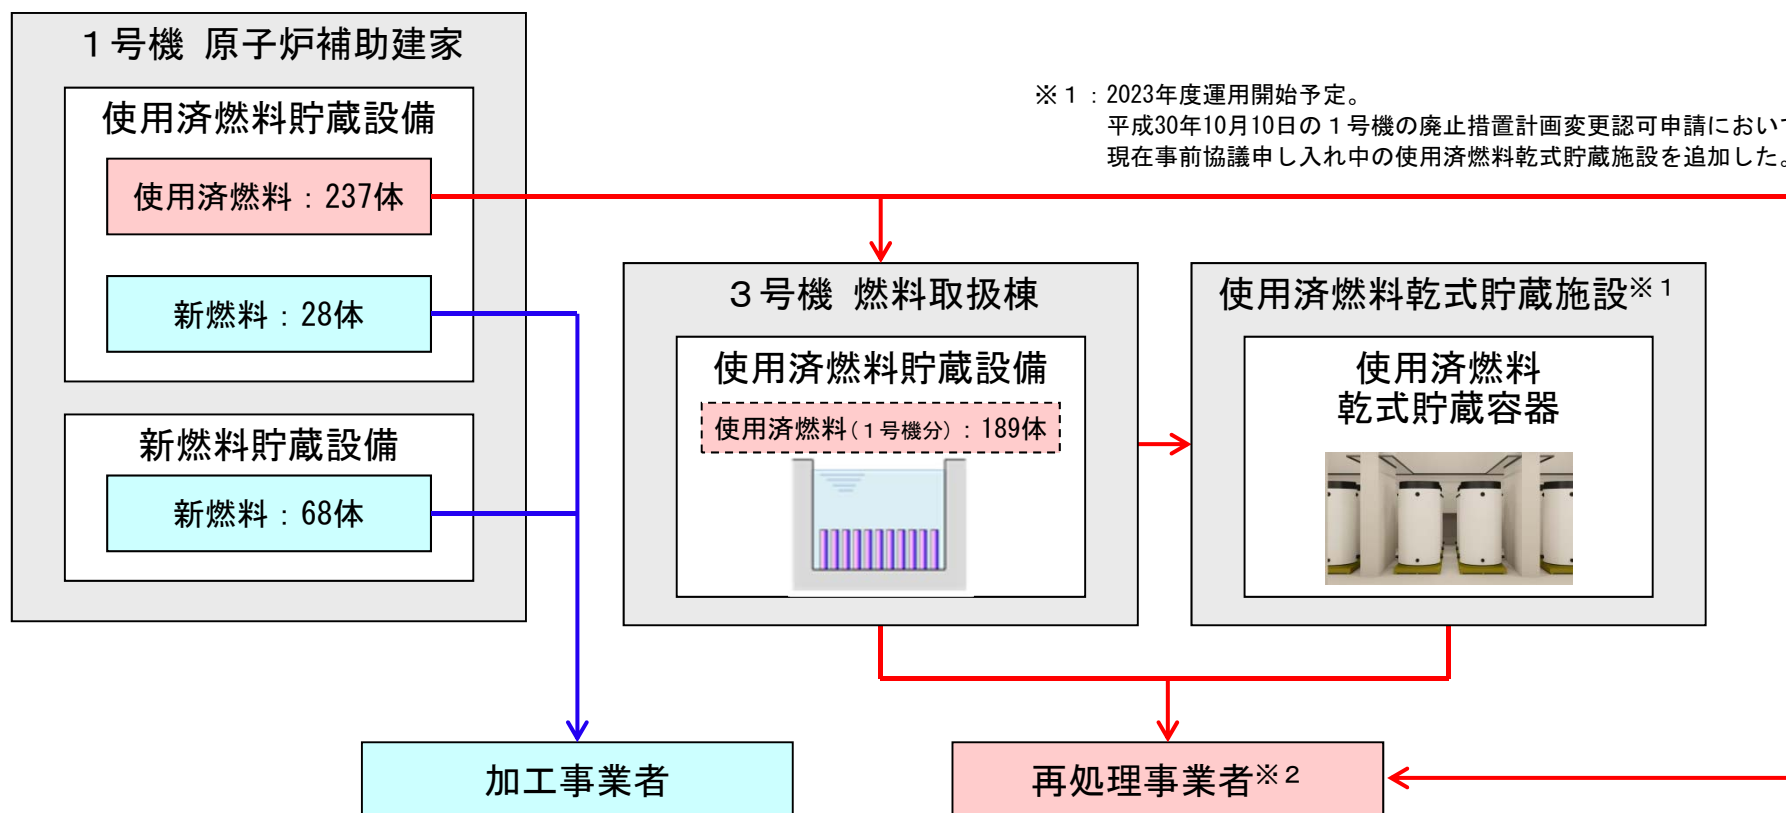 1号機 原子炉補助建家
使用済燃料貯蔵設備
使用済燃料：237体
新燃料：28体
新燃料貯蔵設備
新燃料：68体
※1：2023年度運用開始予定。
平成30年10月10日の1号機の廃止措置計画変更認可申請において
現在事前協議申し入れ中の使用済燃料乾式貯蔵施設を追加した。
3号機 燃料取扱棟
使用済燃料貯蔵設備
使用済燃料(1号機分)：189体
使用済燃料乾式貯蔵施設※1
使用済燃料
乾式貯蔵容器
加工事業者
再処理事業者※2